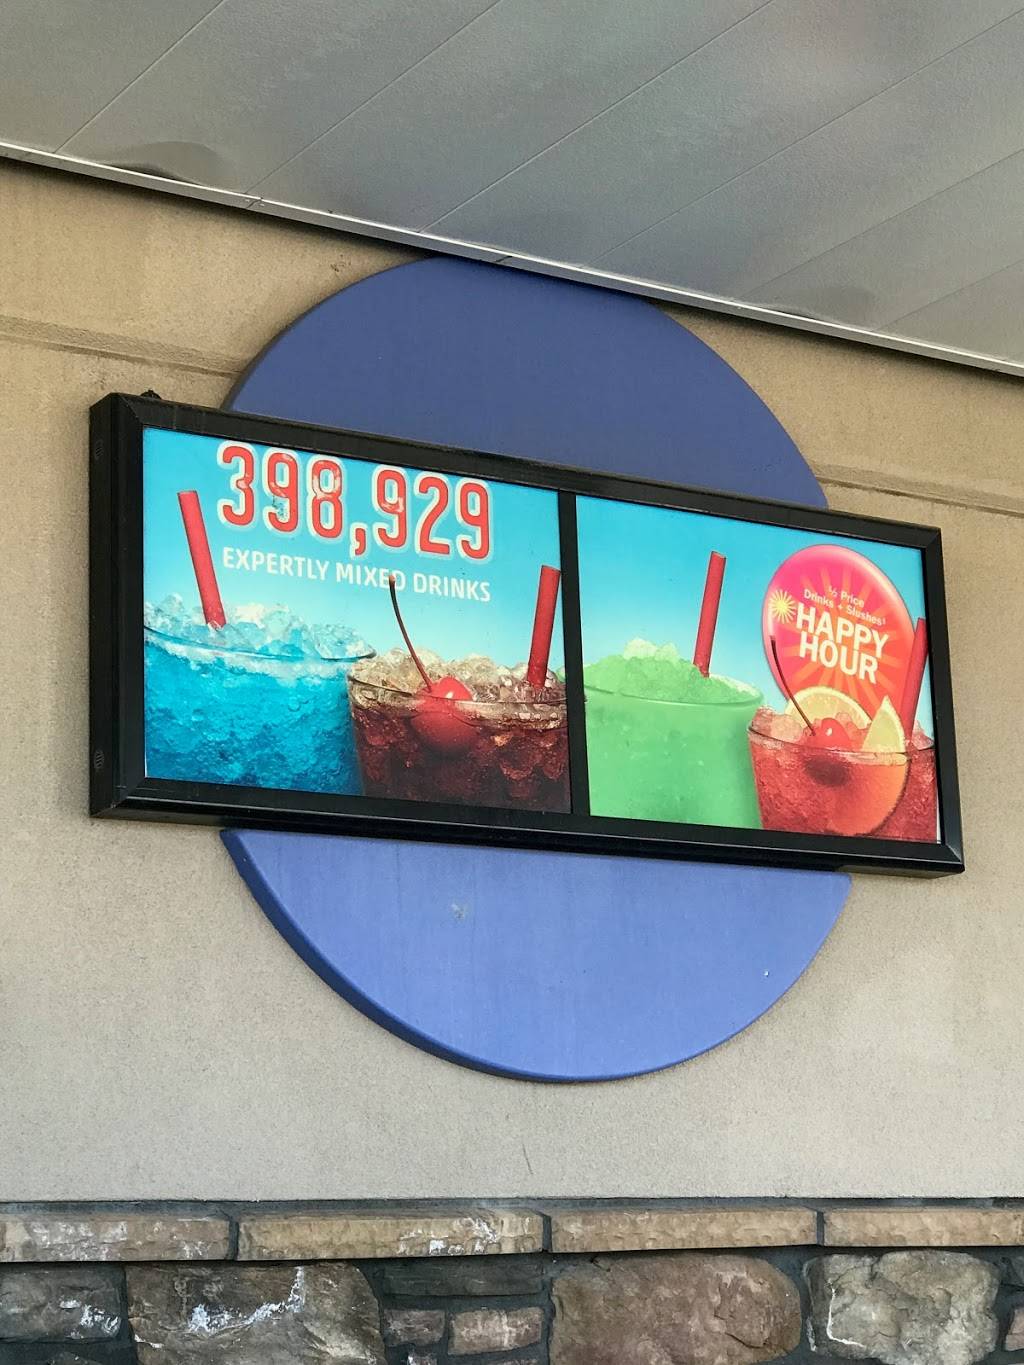 398,929
EXPERTLY MIXED DRINKS
½ Price
Drinks + Slushes!
HAPPY
HOUR